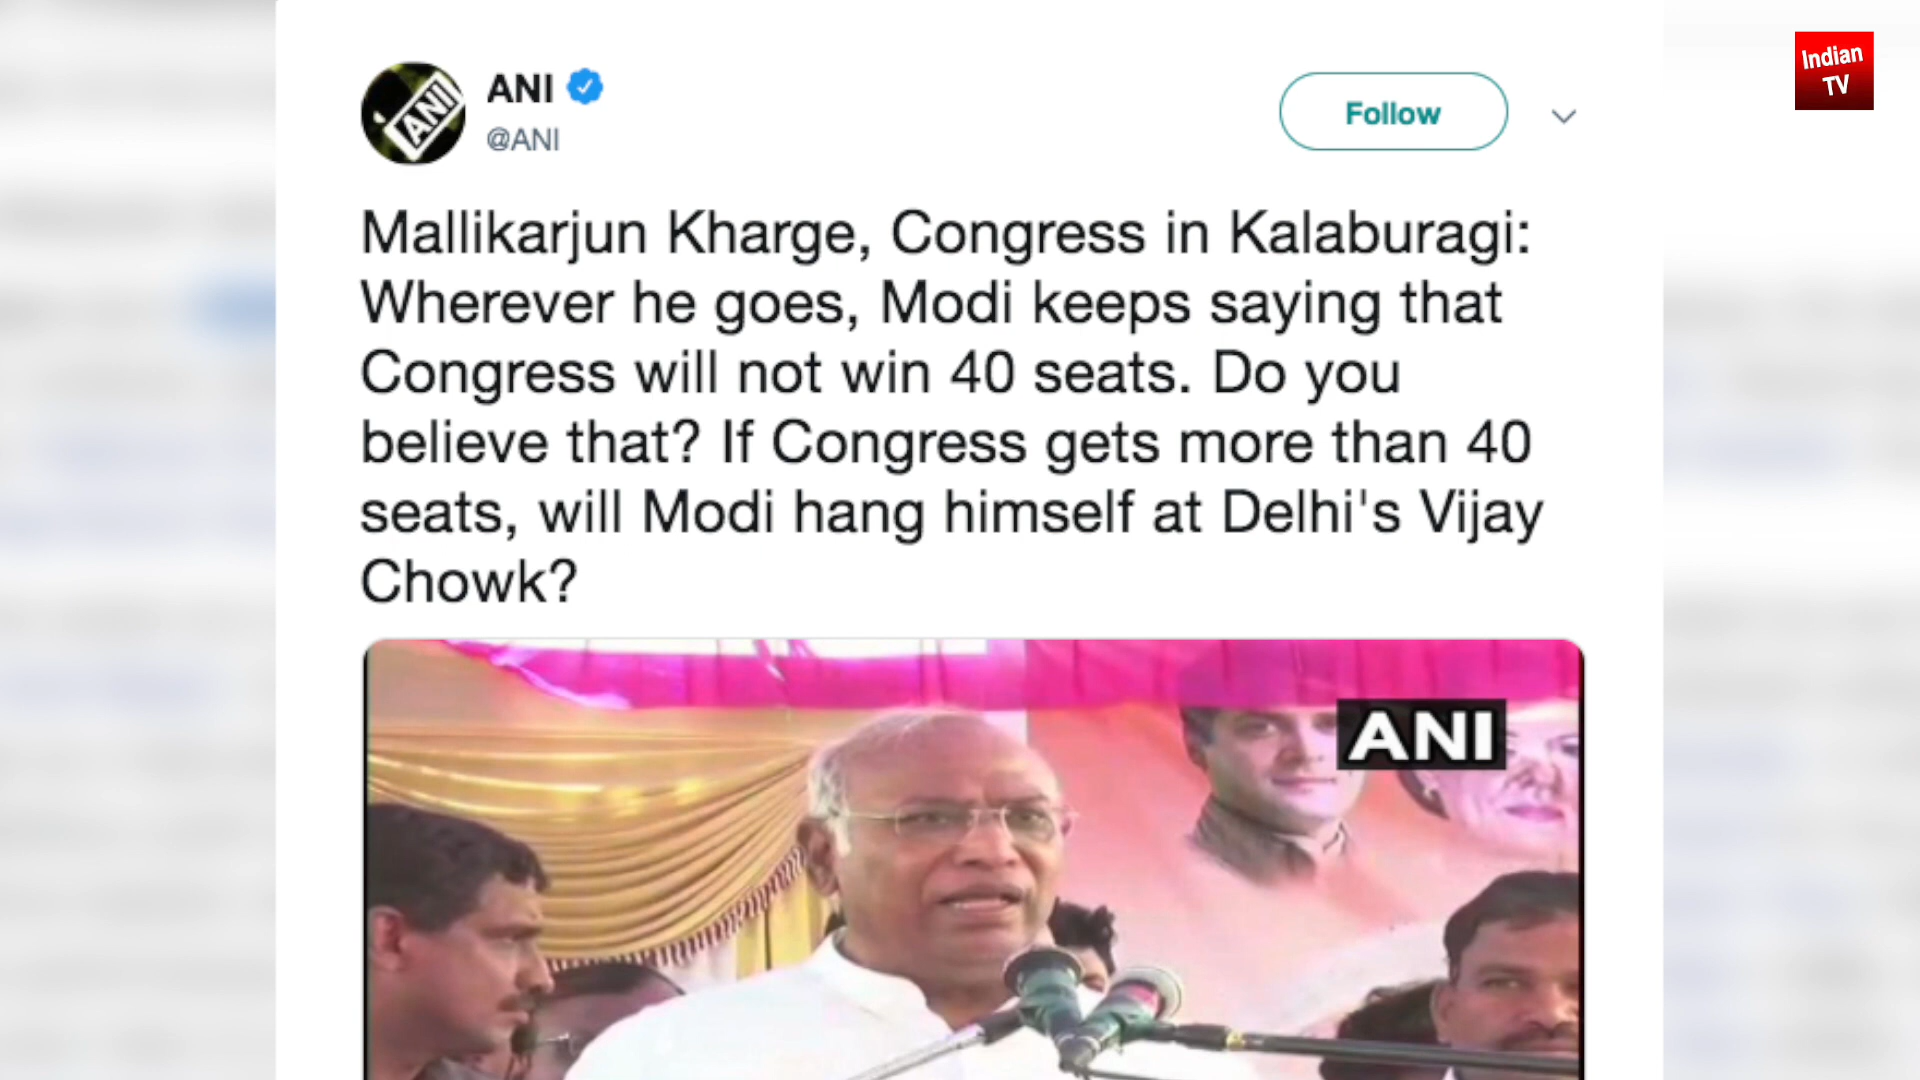 Indian
TV
ANI
ANI
@ANI
Follow
Mallikarjun Kharge, Congress in Kalaburagi:
Wherever he goes, Modi keeps saying that
Congress will not win 40 seats. Do you
believe that? If Congress gets more than 40
seats, will Modi hang himself at Delhi's Vijay
Chowk?
ANI